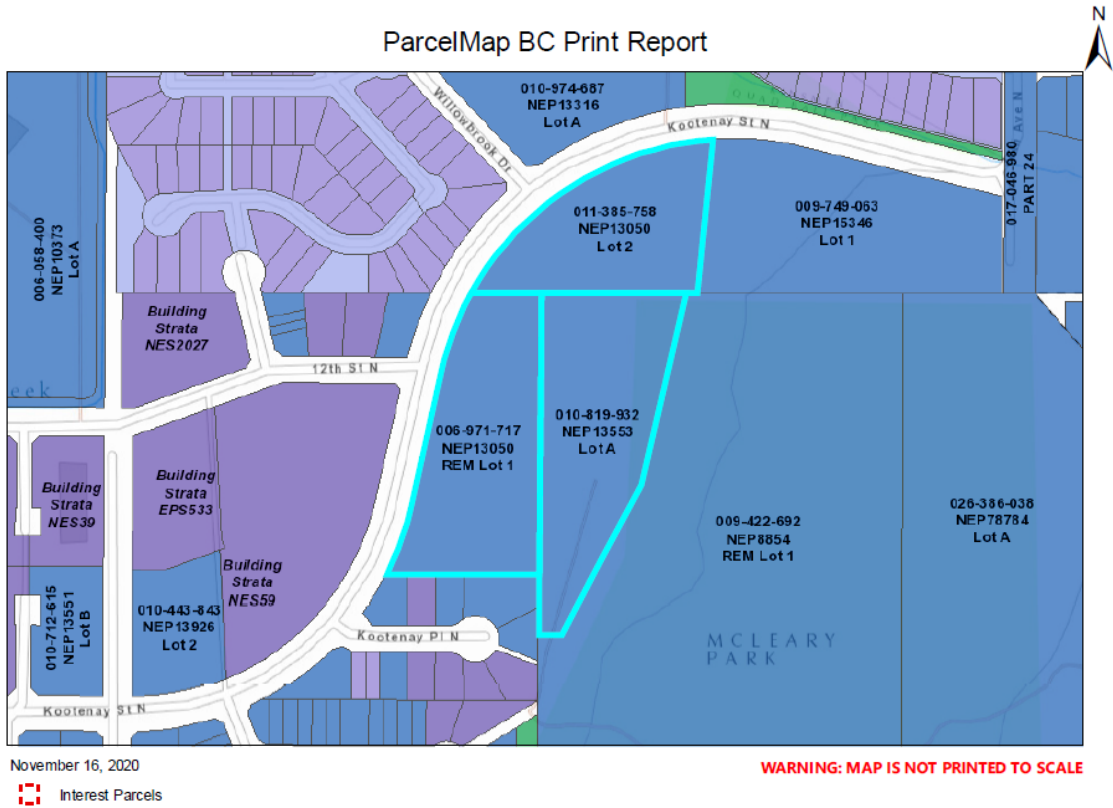 N
ParcelMap BC Print Report
010-974-687
NEP13316
Lot A
Willowbrook Dr
Kootenay St N
Ave N
017-046-980
PART 24
006-058-400
NEP10373
Lot A
011-385-758
NEP13050
Lot 2
009-749-063
NEP15346
Lot 1
Building
Strata
NES2027
12th St N
eek
006-971-717
NEP13050
REM Lot 1
010-819-932
NEP13553
Lot A
Building
Strata
NES39
Building
Strata
EPS533
009-422-692
NEP8854
REM Lot 1
026-386-038
NEP78784
Lot A
Building
Strata
NES59
010-712-615
NEP13551
Lot B
010-443-843
NEP13926
Lot 2
Kootenay Pl N
MCLEARY
PARK
Kootenay St N
November 16, 2020
WARNING: MAP IS NOT PRINTED TO SCALE
Interest Parcels